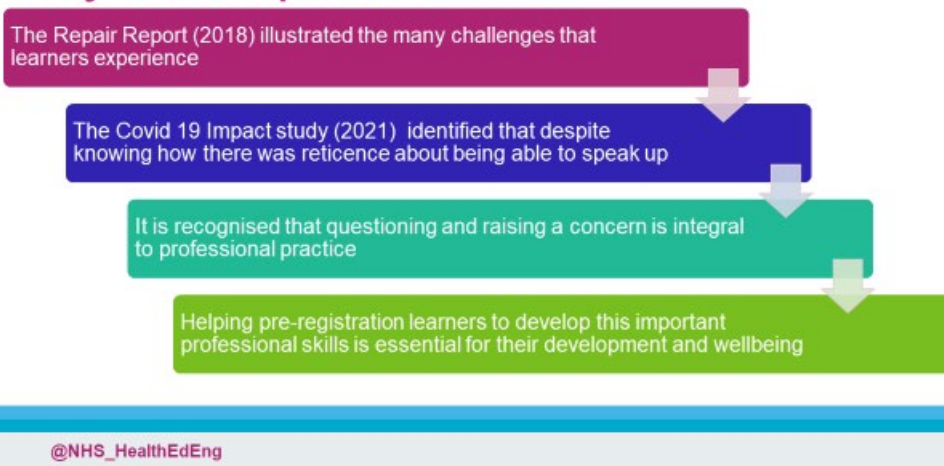 The Repair Report (2018) illustrated the many challenges that
learners experience
The Covid 19 Impact study (2021) identified that despite
knowing how there was reticence about being able to speak up
It is recognised that questioning and raising a concern is integral
to professional practice
Helping pre-registration learners to develop this important
professional skills is essential for their development and wellbeing
@NHS_HealthEdEng